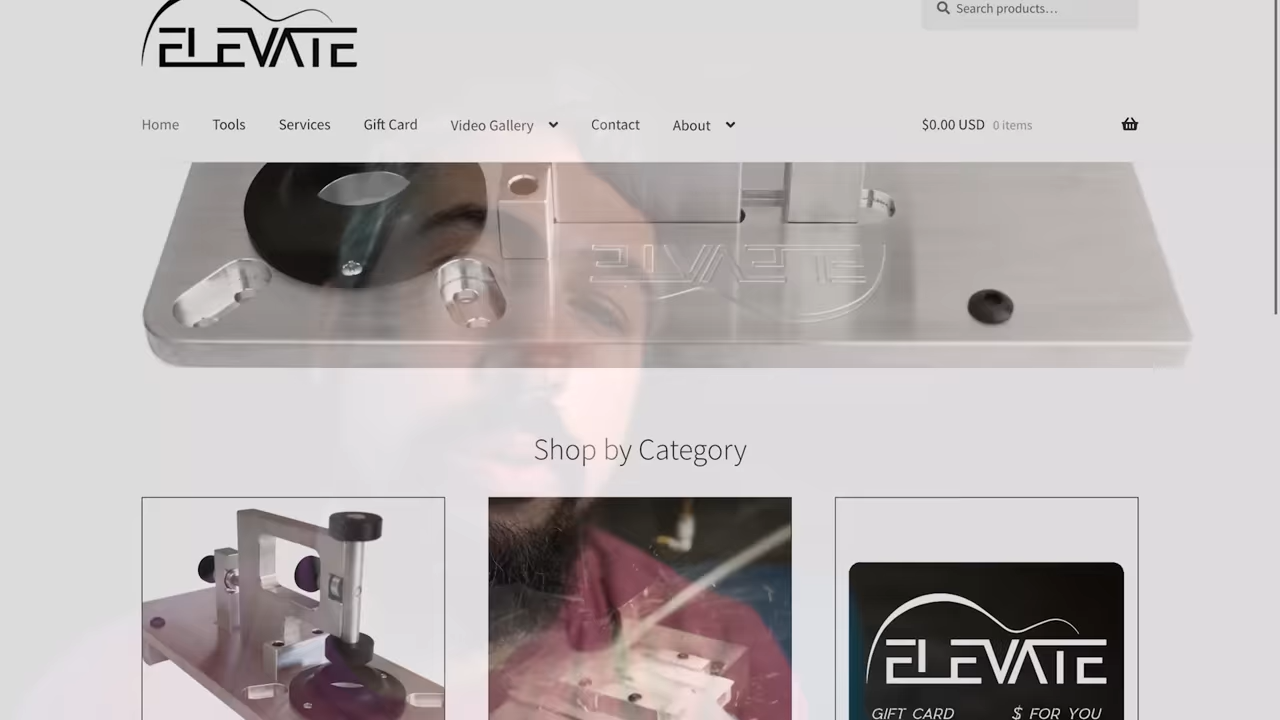 ELEVATE
Search products…
Home Tools Services Gift Card Video Gallery Contact About $0.00 USD 0 items
ELEVATE
Shop by Category
ELEVATE
GIFT CARD $ FOR YOU